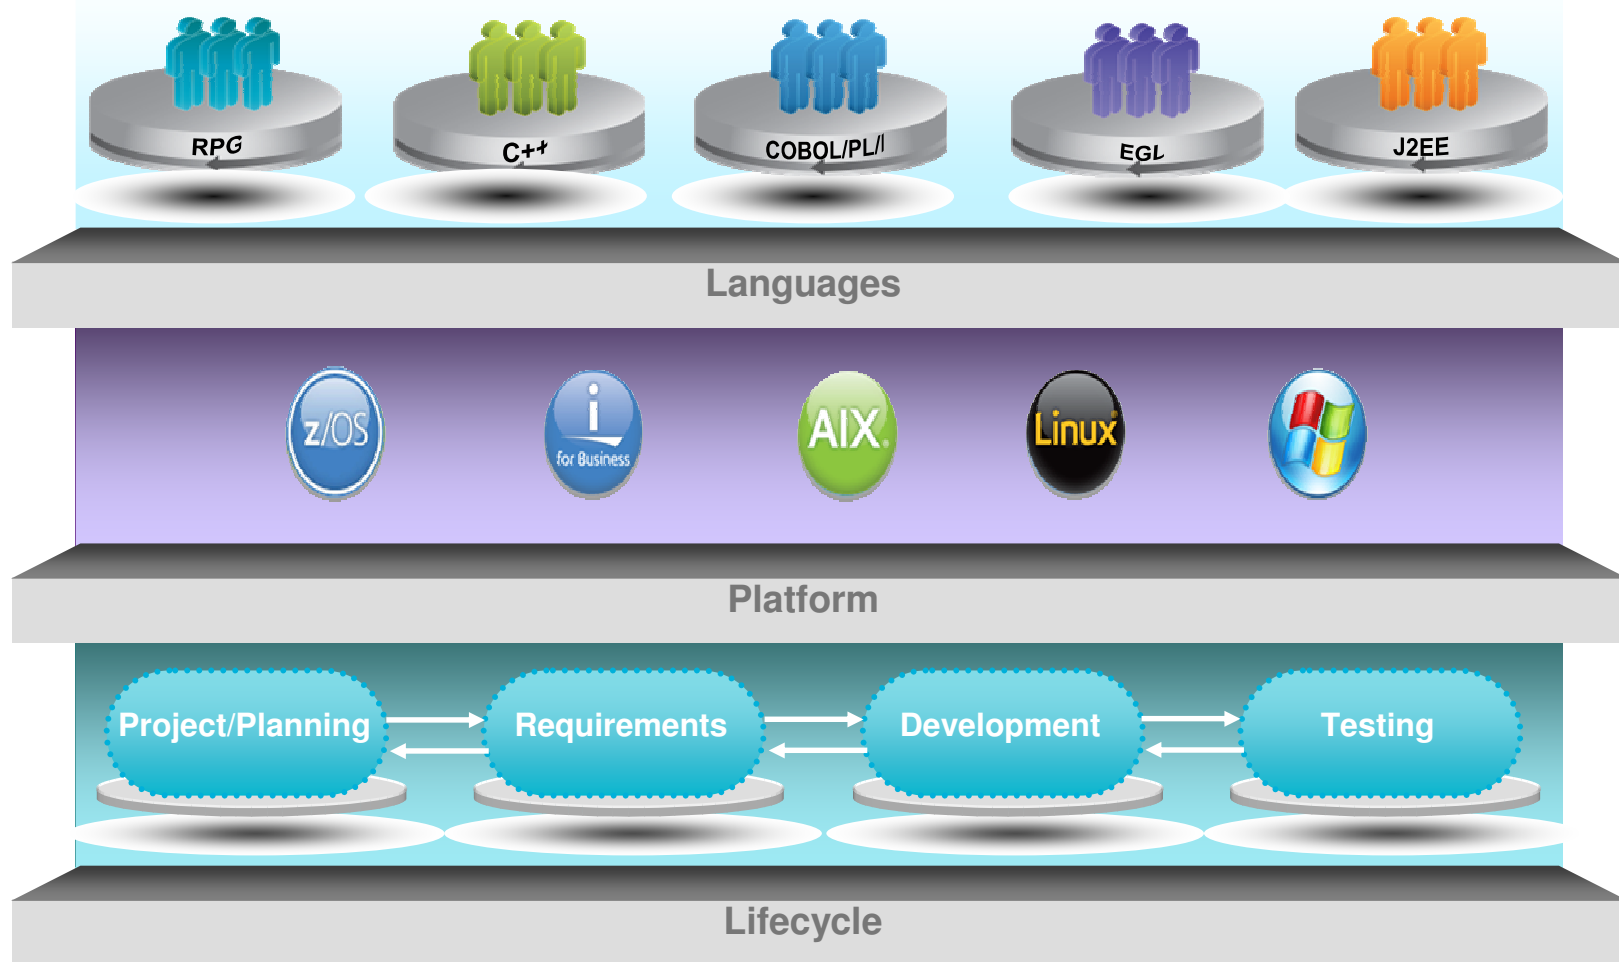 RPG
C++
COBOL/PL/I
EGL
J2EE
Languages
z/OS
i
for Business
AIX
Linux
Platform
Project/Planning
Requirements
Development
Testing
Lifecycle